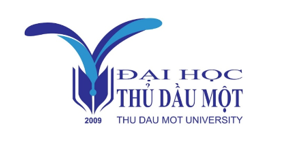 ĐẠI HỌC
THỦ DẦU MỘT
2009
THU DAU MOT UNIVERSITY